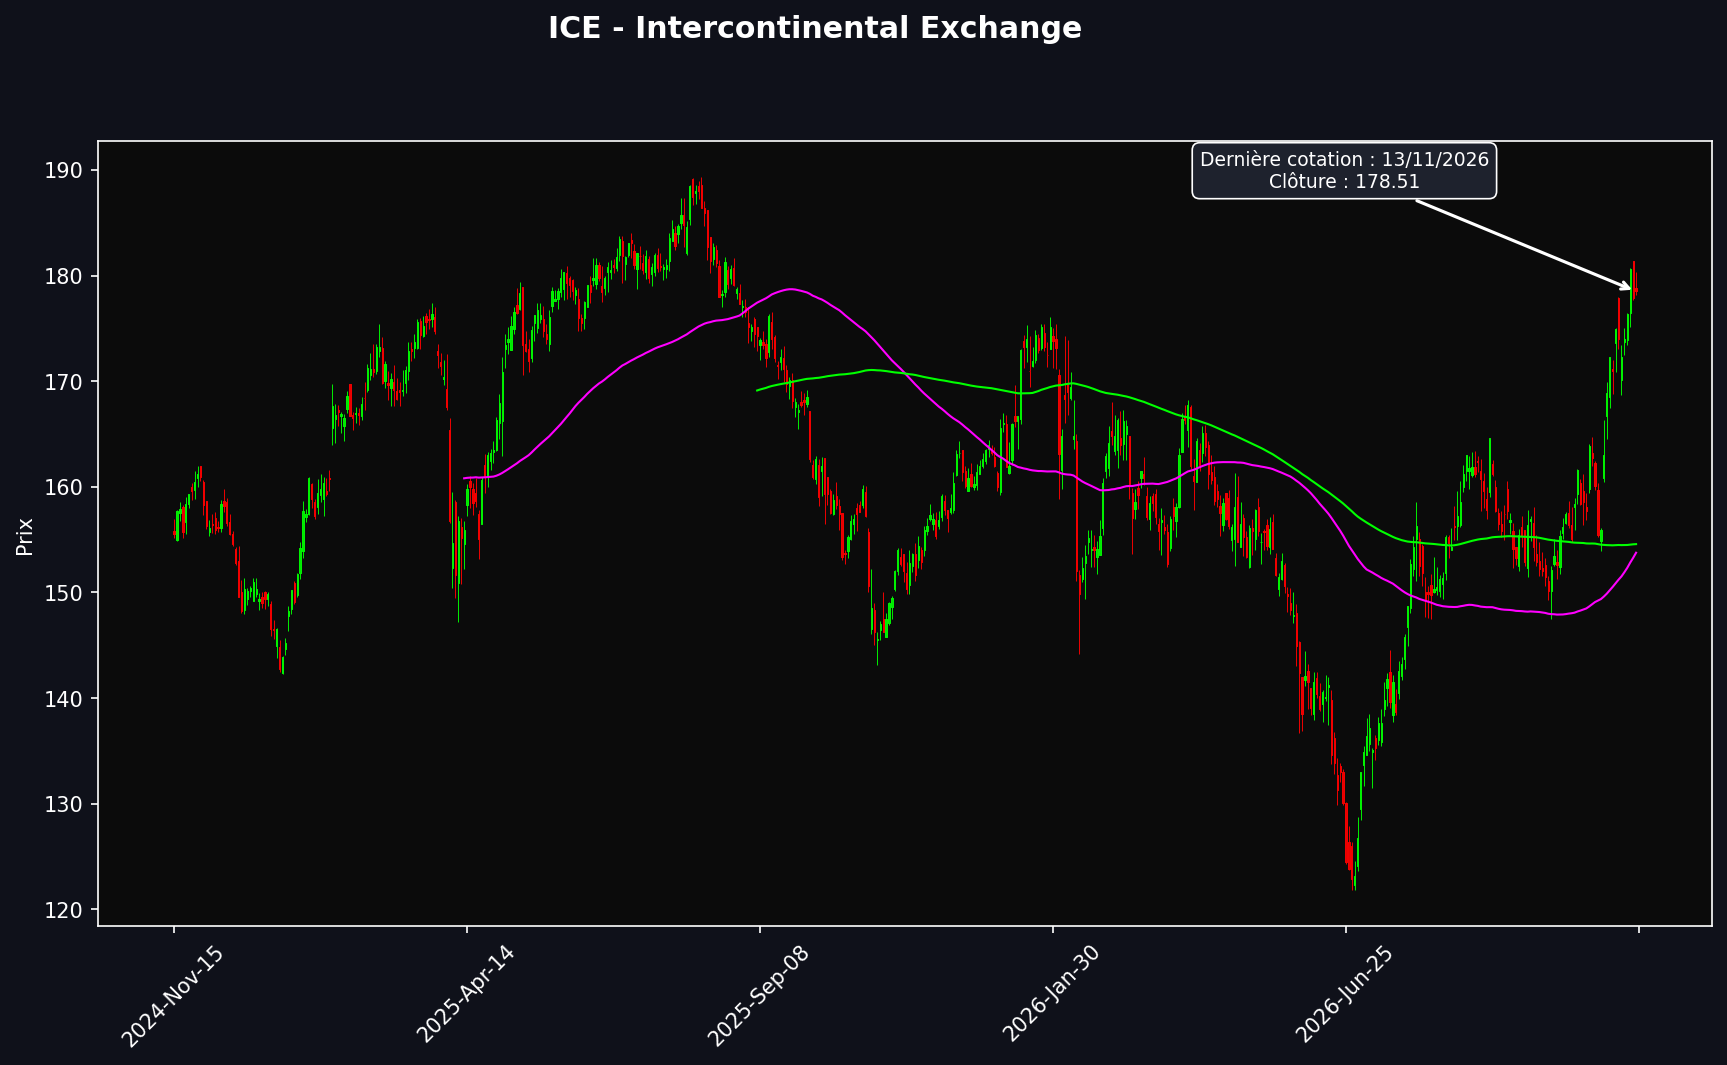 ICE - Intercontinental Exchange
Dernière cotation : 13/11/2026
Clôture : 178.51
Prix
190
180
170
160
150
140
130
120
2024-Nov-15
2025-Apr-14
2025-Sep-08
2026-Jan-30
2026-Jun-25